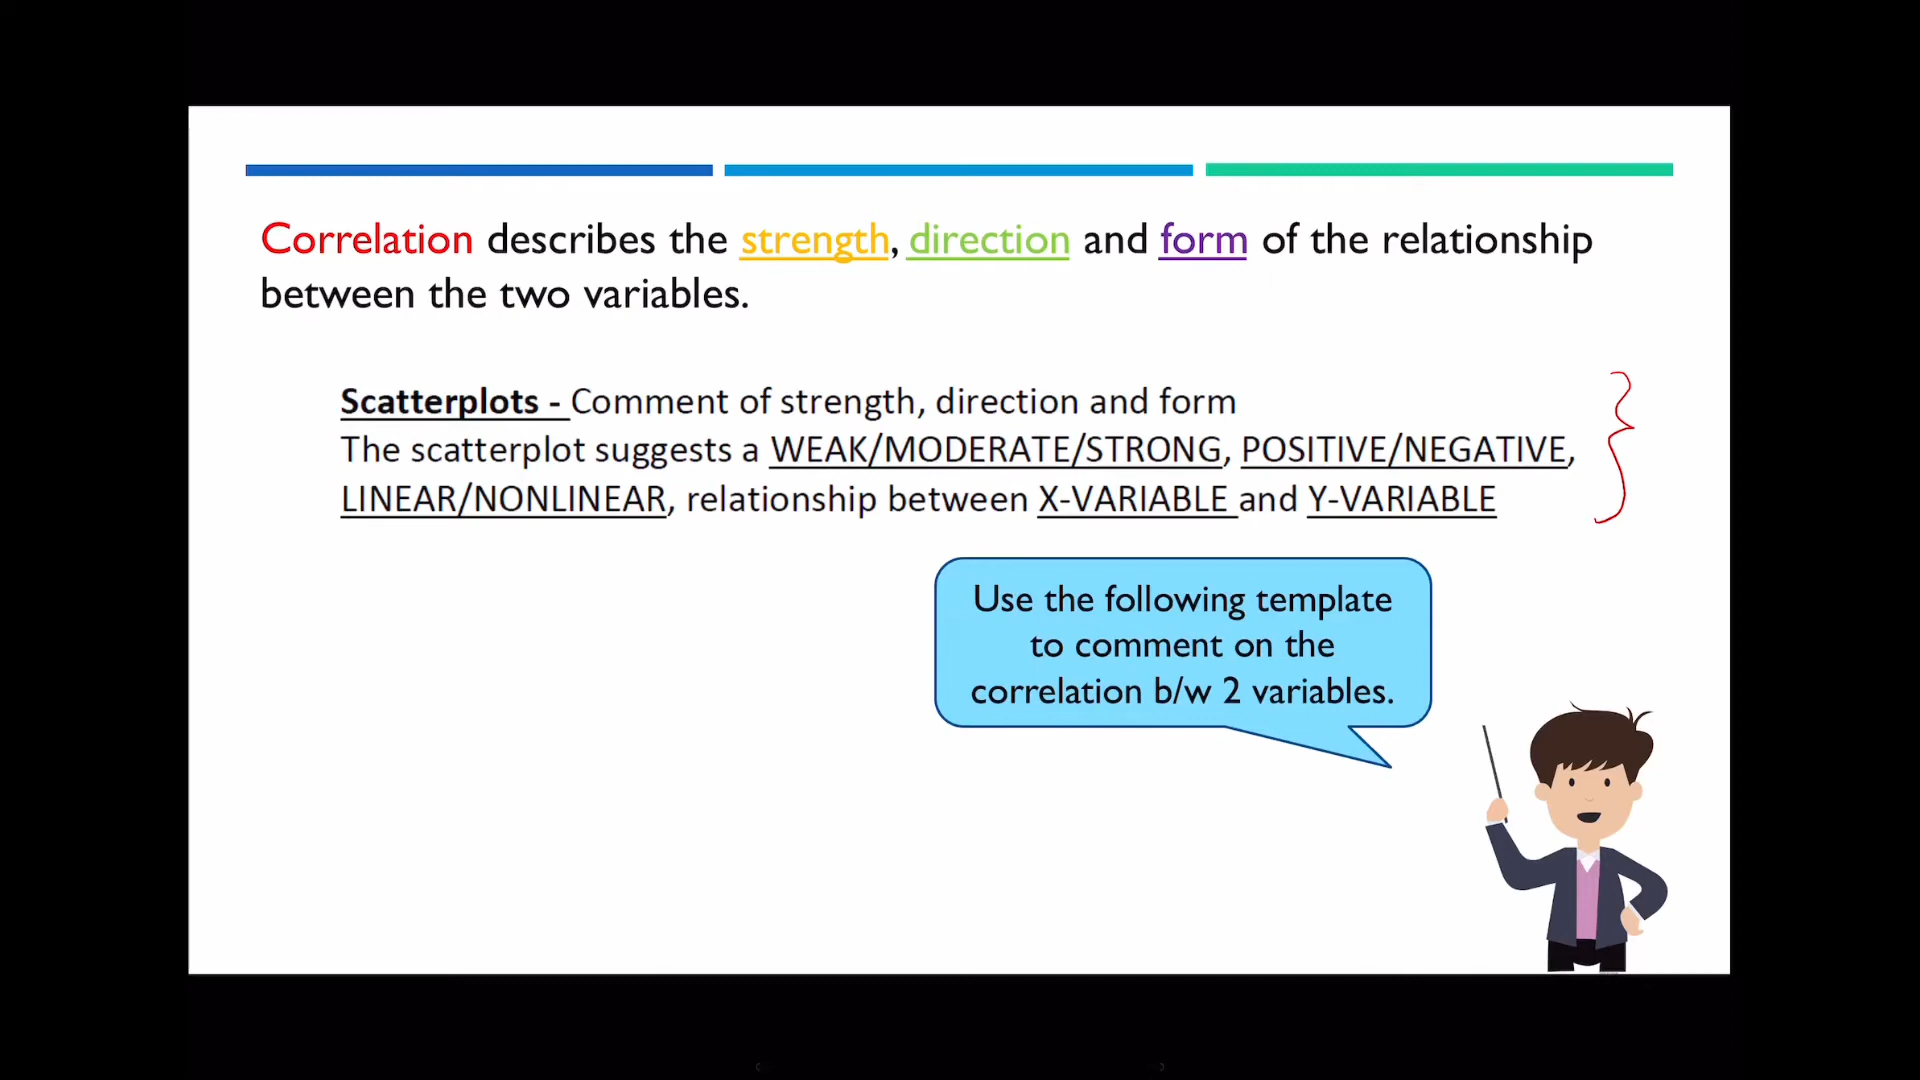 Correlation describes the strength, direction and form of the relationship
between the two variables.
Scatterplots - Comment of strength, direction and form
The scatterplot suggests a WEAK/MODERATE/STRONG, POSITIVE/NEGATIVE,
LINEAR/NONLINEAR, relationship between X-VARIABLE and Y-VARIABLE
Use the following template
to comment on the
correlation b/w 2 variables.